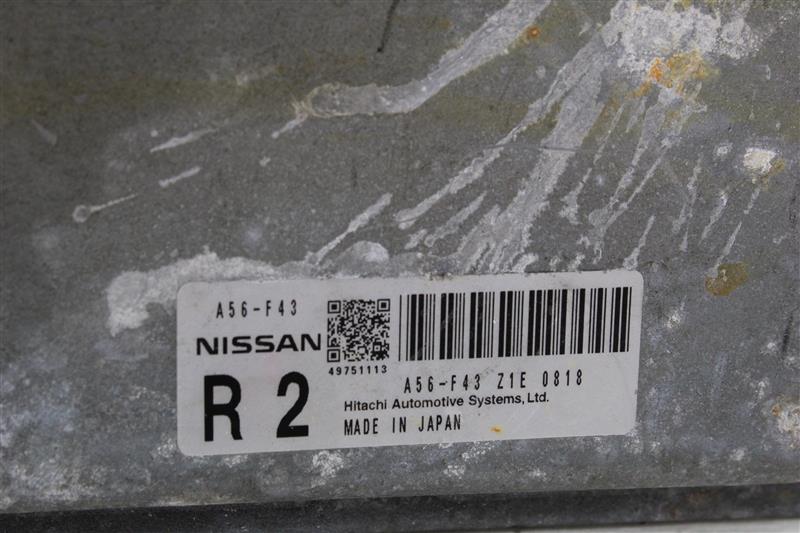 A56-F43
NISSAN
49751113
R 2
A56-F43 Z1E 0818
Hitachi Automotive Systems, Ltd.
MADE IN JAPAN